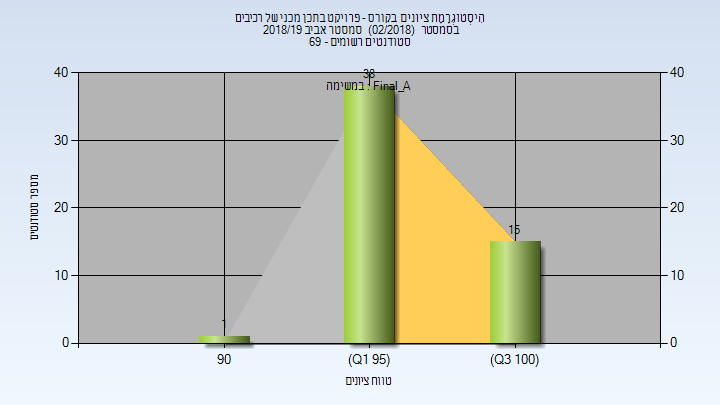 היסטוגרמת ציונים בקורס - פרויקט בתכן מכני של רכיבים
בסמסטר (02/2018) סמסטר אביב 2018/19
סטודנטים רשומים - 69
במשימה : Final_A
40 40
30 30
20 20
10 10
0 0
38
15
1
מספר סטודנטים
90 (Q1 95) (Q3 100)
טווח ציונים